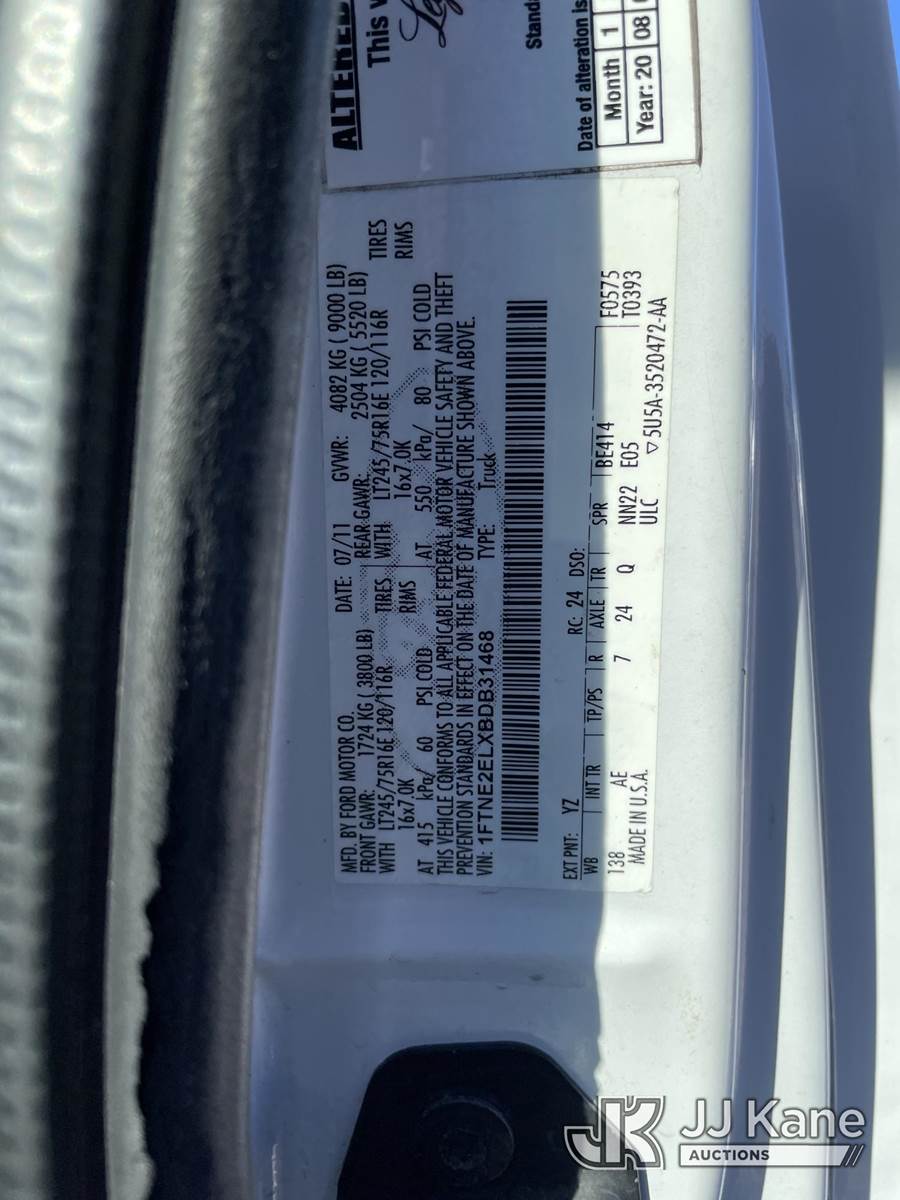 MFD. BY FORD MOTOR CO.
DATE: 07/11
GVWR: 4082 KG ( 9000 LB)
FRONT GAWR: 1724 KG ( 3800 LB)
REAR GAWR: 2504 KG ( 5520 LB)
WITH LT245/75R16E 120/116R TIRES
WITH LT245/75R16E 120/116R TIRES
16x7.0K RIMS
16x7.0K RIMS
AT 415 kPa/ 60 PSI COLD
AT 550 kPa/ 80 PSI COLD
THIS VEHICLE CONFORMS TO ALL APPLICABLE FEDERAL MOTOR VEHICLE SAFETY AND THEFT
PREVENTION STANDARDS IN EFFECT ON THE DATE OF MANUFACTURE SHOWN ABOVE.
VIN: 1FTNE2ELXBDB31468
TYPE: Truck
EXT PNT: YZ
RC: 24 DSO:
WB INT TR TP/PS R AXLE TR SPR BE414 F0575
138 AE 7 24 Q NN22 E05 T0393
MADE IN U.S.A.
ULC
▽5U5A-3520472-AA
ALTERED
This v
Leg
Standa
Date of alteration is
Month 1
Year: 20 08
JJ Kane
AUCTIONS